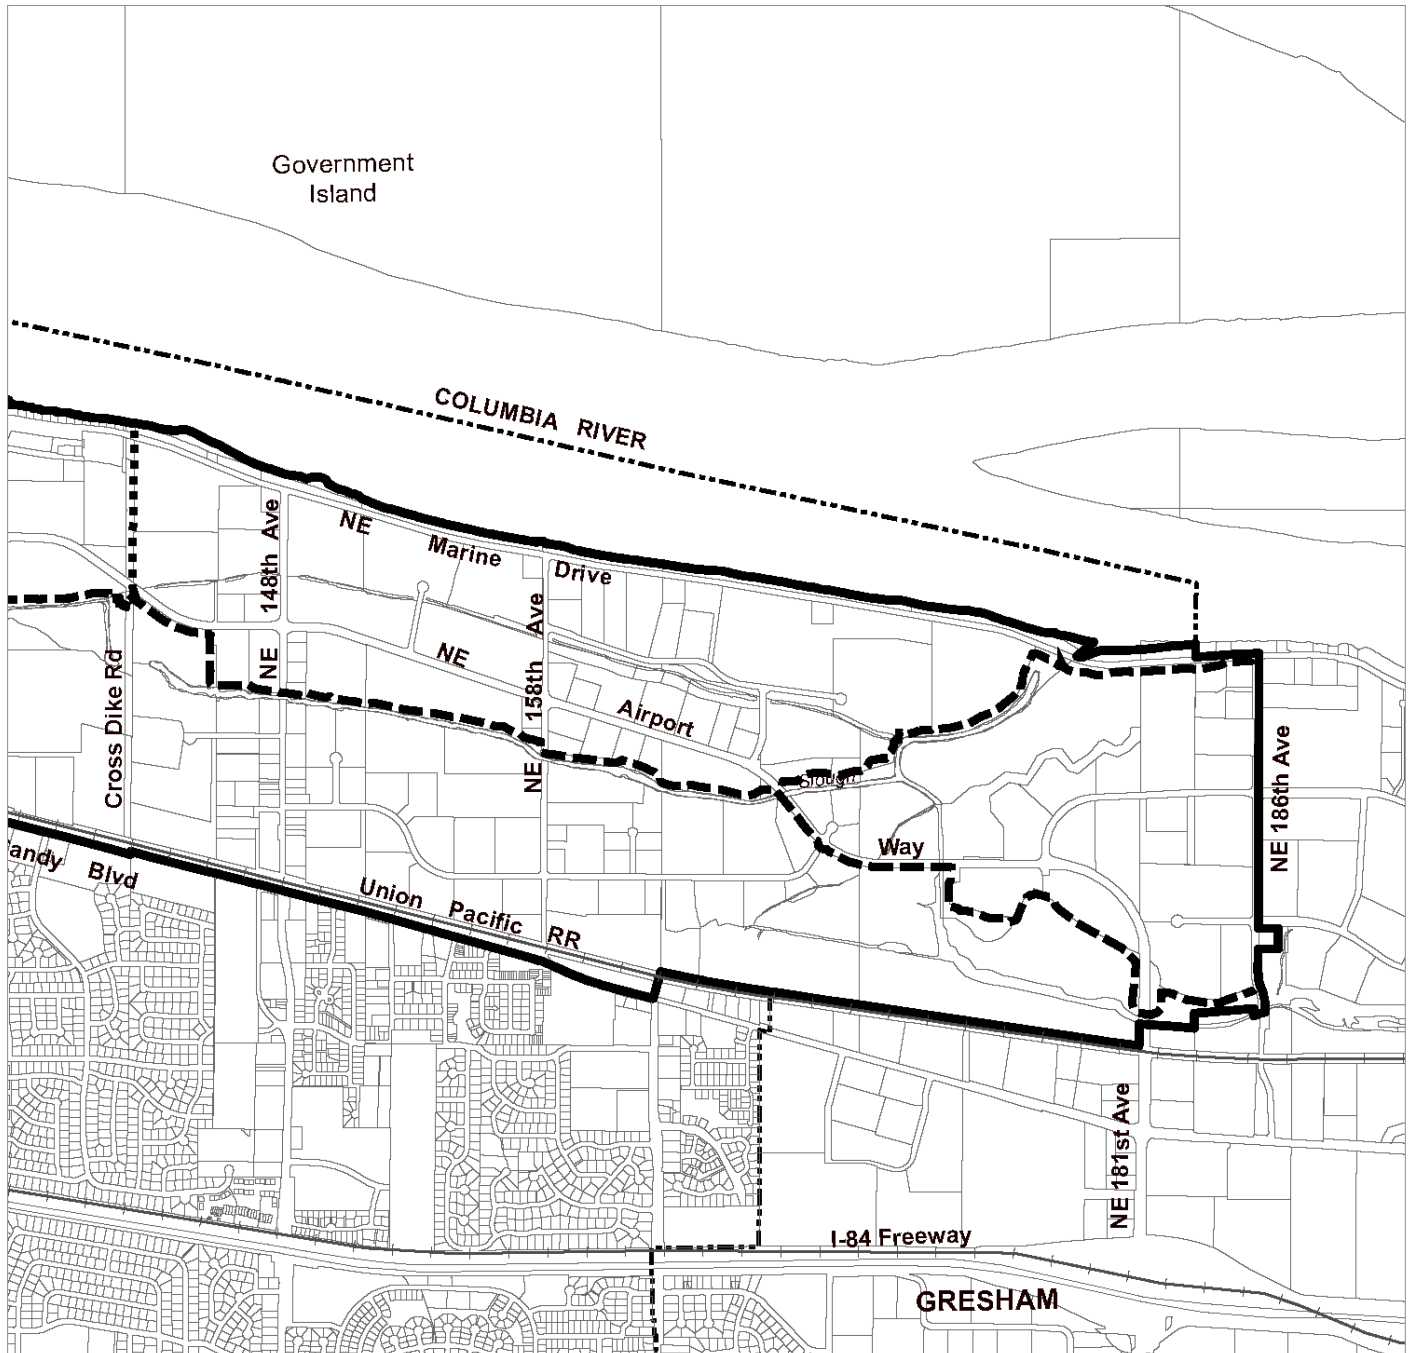 Government
Island
COLUMBIA RIVER
NE Marine Drive
NE 148th Ave
NE 158th Ave
NE Airport Way
Cross Dike Rd
Slough
NE 186th Ave
andy Blvd
Union Pacific RR
NE 181st Ave
I-84 Freeway
GRESHAM